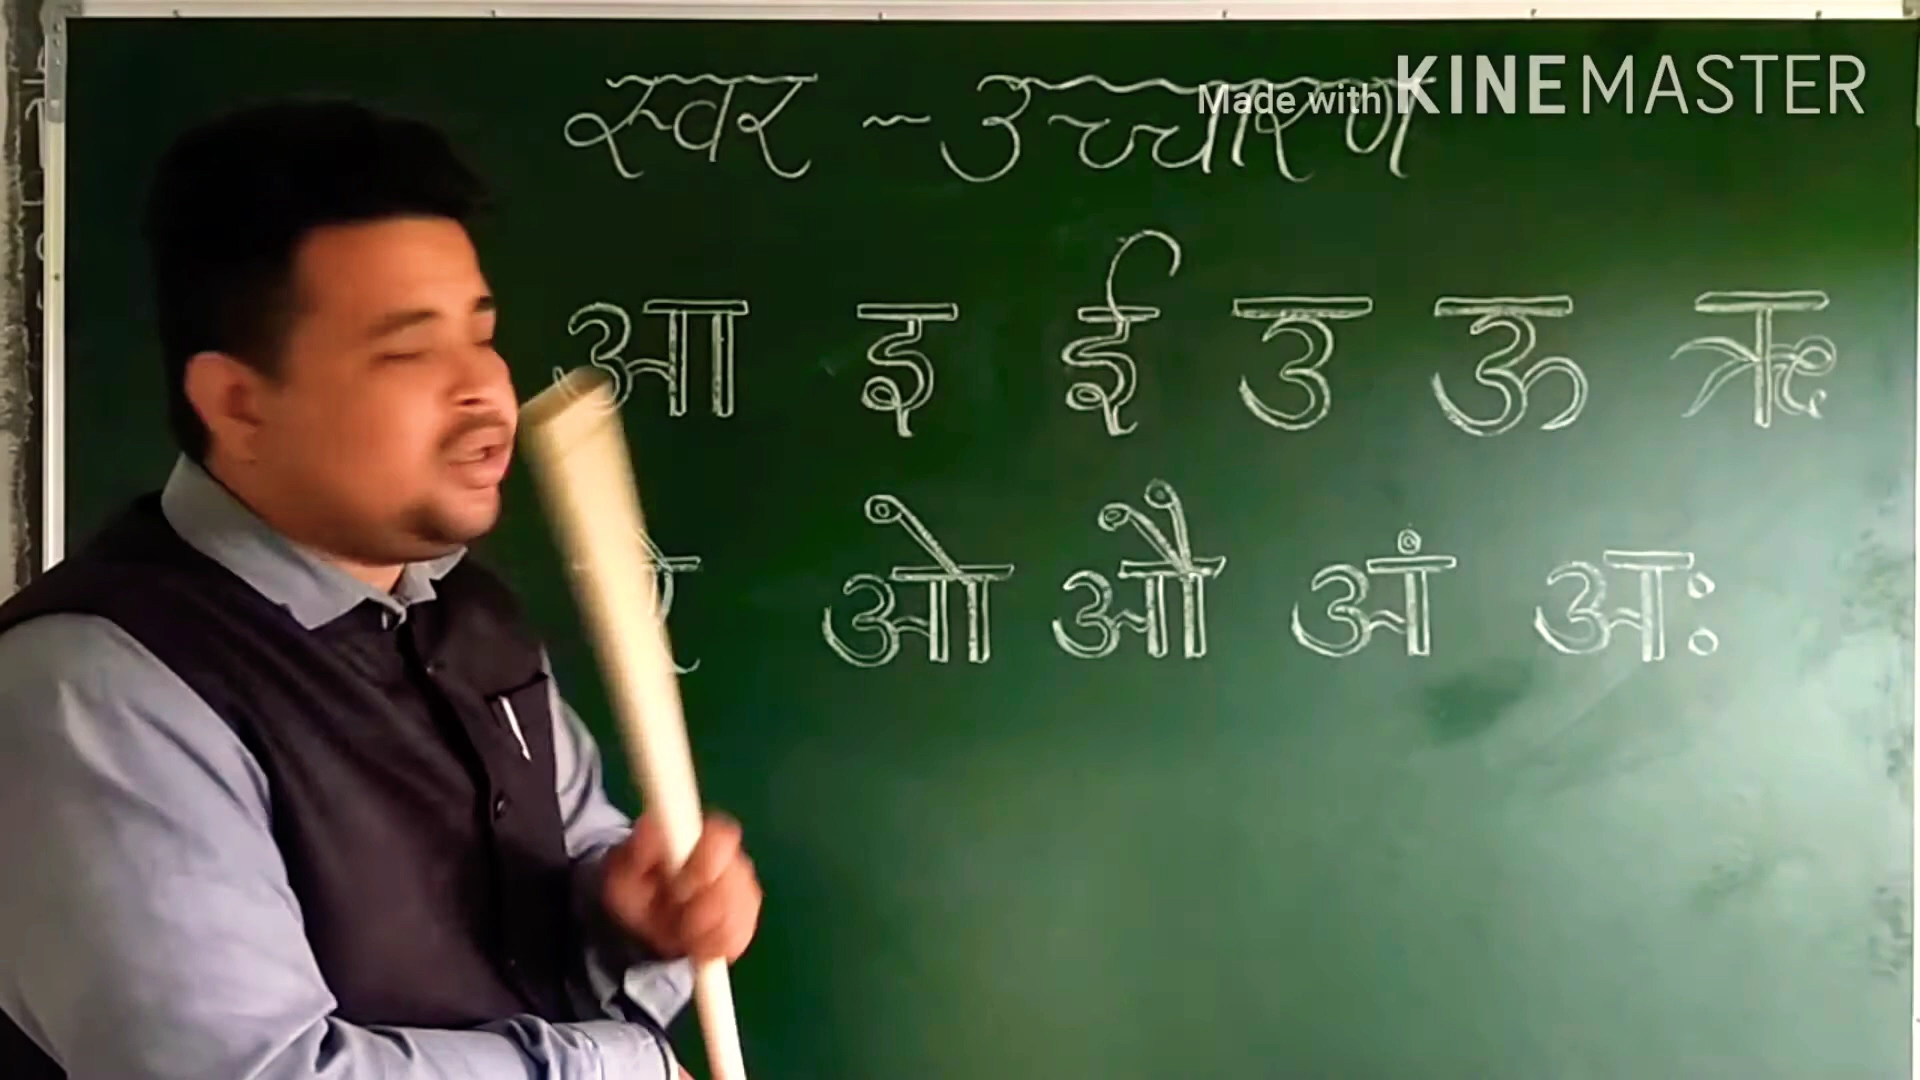 स्वर - उच्चारण
Made with KINEMASTER
आ इ ई उ ऊ ऋ
ओ औ अं अः